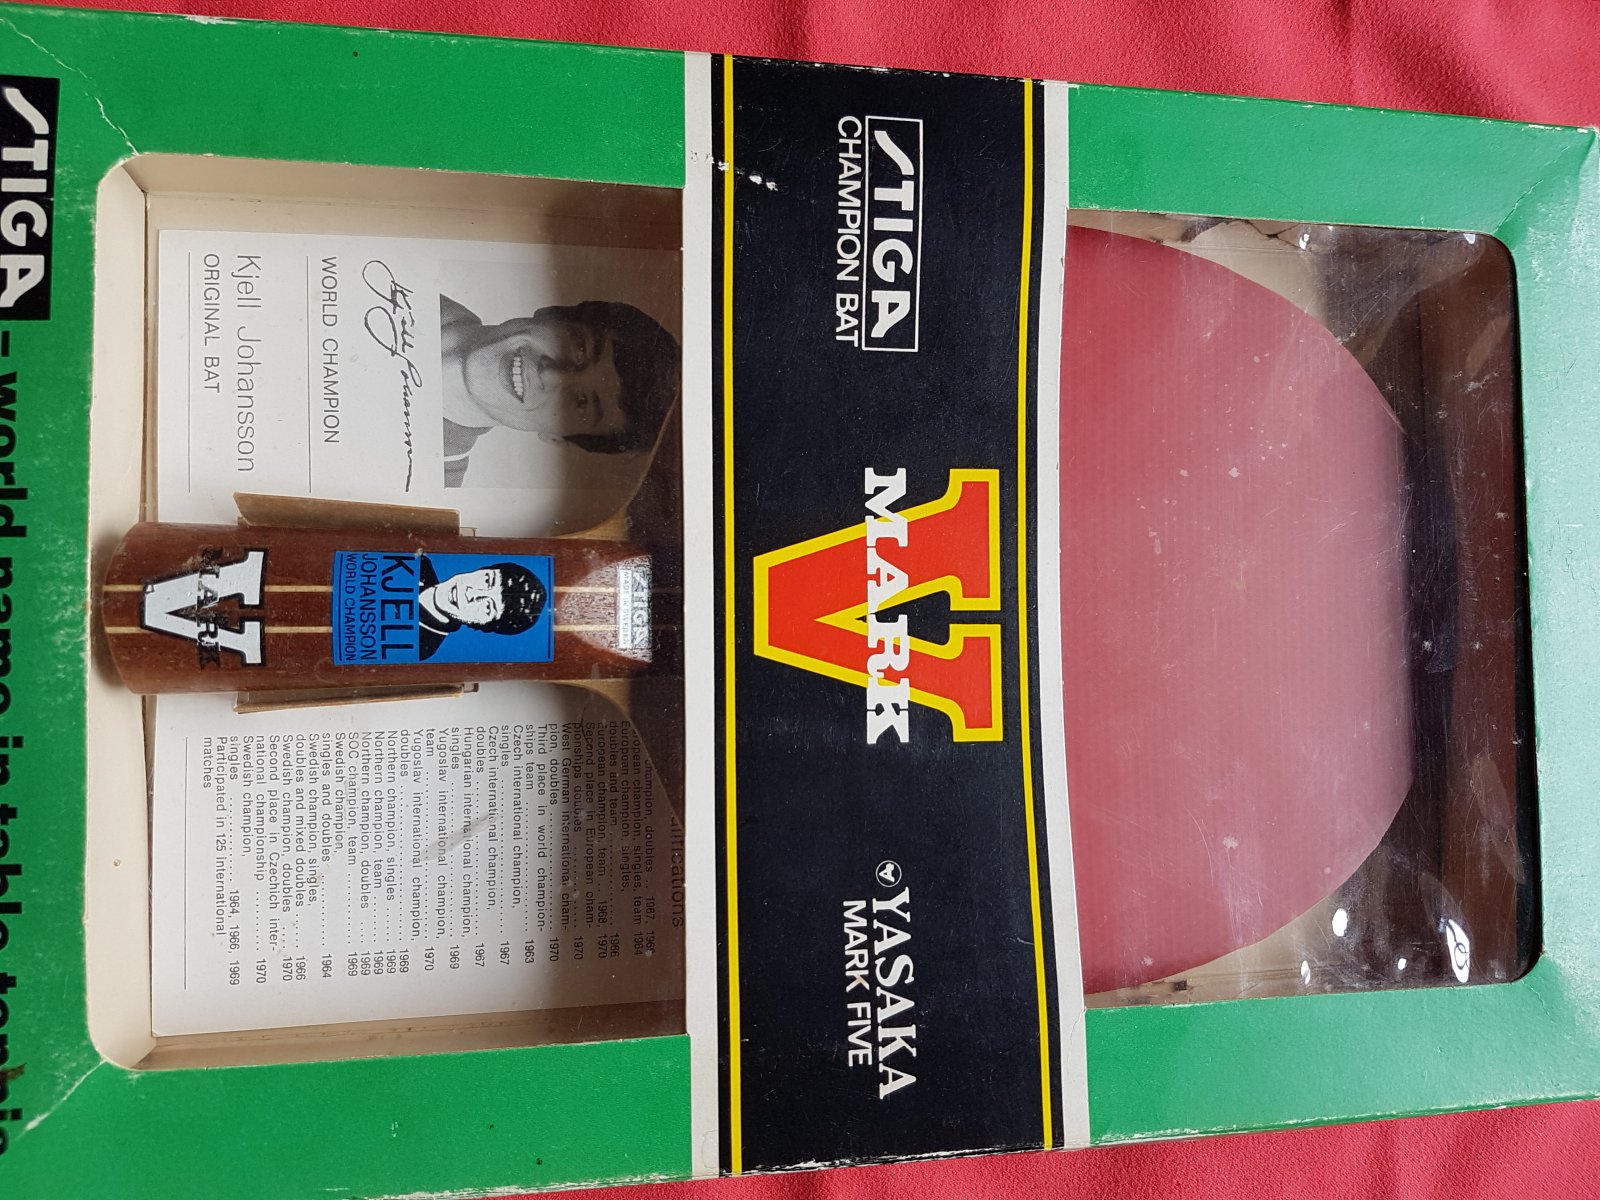 STIGA
CHAMPION BAT
MARK V
YASAKA
MARK FIVE
WORLD CHAMPION
Kjell Johansson
ORIGINAL BAT
STIGA
MADE IN SWEDEN
KJELL
JOHANSSON
WORLD CHAMPION
MARK V
champion, doubles .. 1967,
European champion, singles, team 1964
European champion, singles,
doubles and team ........ 1966
European champion, team .. 1968, 1970
Second place in European cham-
pionships doubles ........ 1970
West German international cham-
pion, doubles ........ 1970
Third place in world champion-
ships team ........ 1963
Czech international champion,
singles ........ 1967
Czech international champion,
doubles ........ 1967
Hungarian international champion,
singles ........ 1969
Yugoslav international champion,
team ........ 1970
Yugoslav international champion,
doubles ........ 1969
Northern champion, singles ...... 1969
Northern champion, team ...... 1969
Northern champion, doubles ...... 1969
SOC champion, team ........ 1969
Swedish champion,
singles and doubles ........ 1964
Swedish champion, singles,
doubles and mixed doubles ..... 1966
Swedish champion, doubles ..... 1970
Second place in Czechich inter-
national championship ........ 1970
Swedish champion,
singles ........ 1964, 1966, 1969
Participated in 125 international
matches
STIGA – world name in table tennis